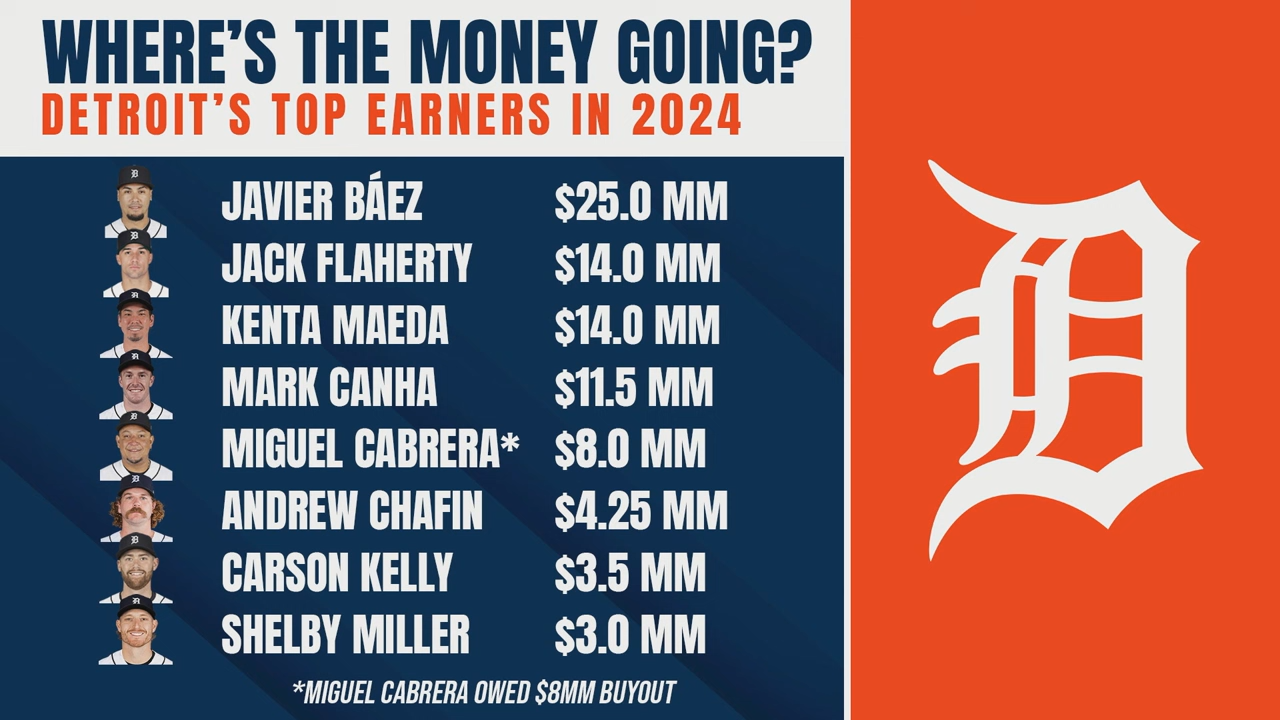 WHERE'S THE MONEY GOING?
DETROIT'S TOP EARNERS IN 2024
JAVIER BÁEZ $25.0 MM
JACK FLAHERTY $14.0 MM
KENTA MAEDA $14.0 MM
MARK CANHA $11.5 MM
MIGUEL CABRERA* $8.0 MM
ANDREW CHAFIN $4.25 MM
CARSON KELLY $3.5 MM
SHELBY MILLER $3.0 MM
*MIGUEL CABRERA OWED $8MM BUYOUT
D